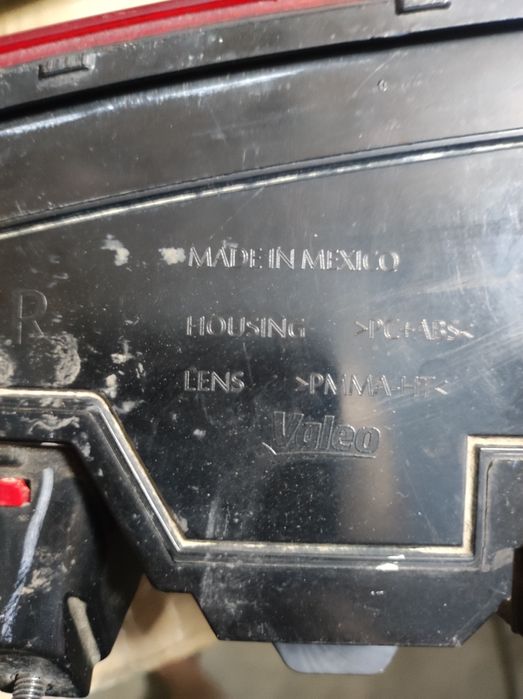 MADE IN MEXICO
R
HOUSING >PC+ABS<
LENS >PMMA-HT<
Valeo